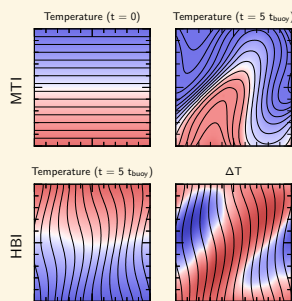 Temperature (t = 0)
Temperature (t = 5 t_buoy)
MTI
Temperature (t = 5 t_buoy)
ΔT
HBI